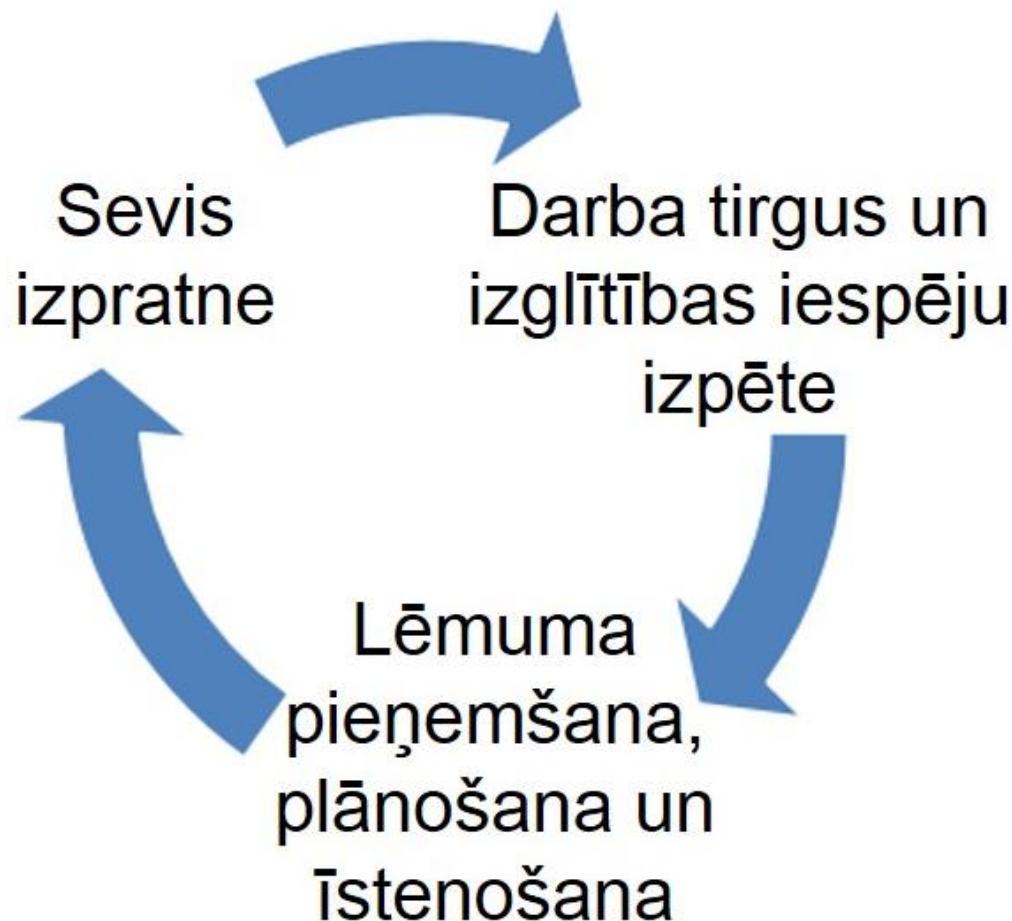 Sevis
izpratne
Darba tirgus un
izglītības iespēju
izpēte
Lēmuma
pieņemšana,
plānošana un
īstenošana